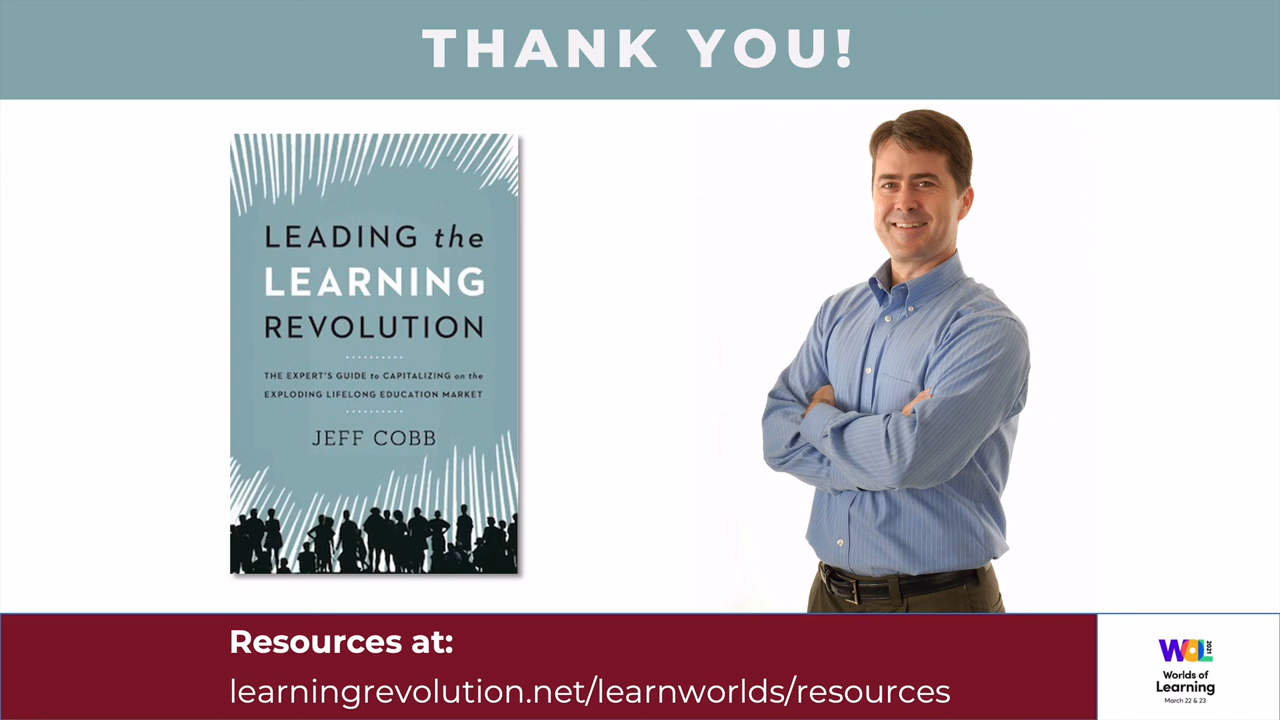 THANK YOU!
LEADING the
LEARNING
REVOLUTION
THE EXPERT'S GUIDE to CAPITALIZING on the
EXPLODING LIFELONG EDUCATION MARKET
JEFF COBB
Resources at:
learningrevolution.net/learnworlds/resources
WOL 2021
Worlds of
Learning
March 22 & 23